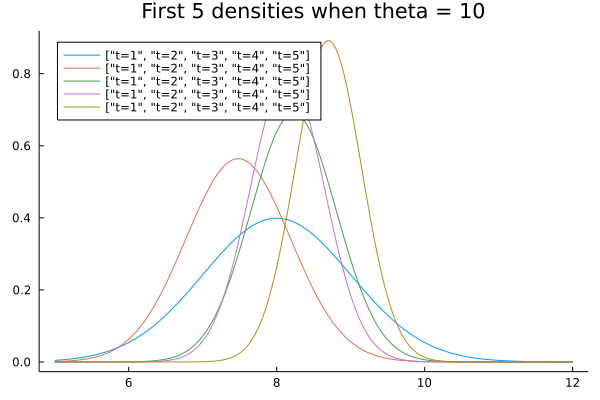 First 5 densities when theta = 10
["t=1", "t=2", "t=3", "t=4", "t=5"]
["t=1", "t=2", "t=3", "t=4", "t=5"]
["t=1", "t=2", "t=3", "t=4", "t=5"]
["t=1", "t=2", "t=3", "t=4", "t=5"]
["t=1", "t=2", "t=3", "t=4", "t=5"]
0.8
0.6
0.4
0.2
0.0
6 8 10 12